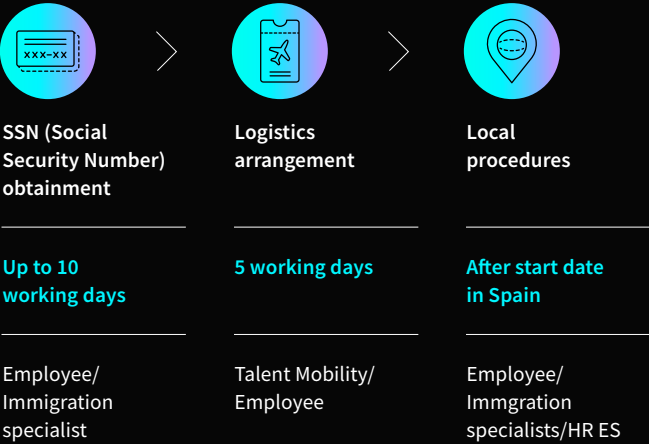 xxx-xx
SSN (Social
Security Number)
obtainment
Up to 10
working days
Employee/
Immigration
specialist
Logistics
arrangement
5 working days
Talent Mobility/
Employee
Local
procedures
After start date
in Spain
Employee/
Immgration
specialists/HR ES